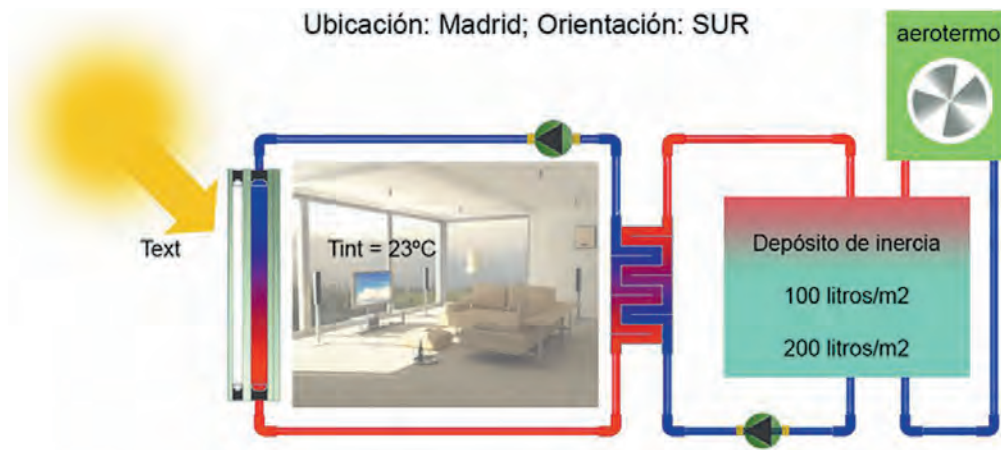 Ubicación: Madrid; Orientación: SUR
aerotermo
Text
Tint = 23ºC
Depósito de inercia
100 litros/m2
200 litros/m2